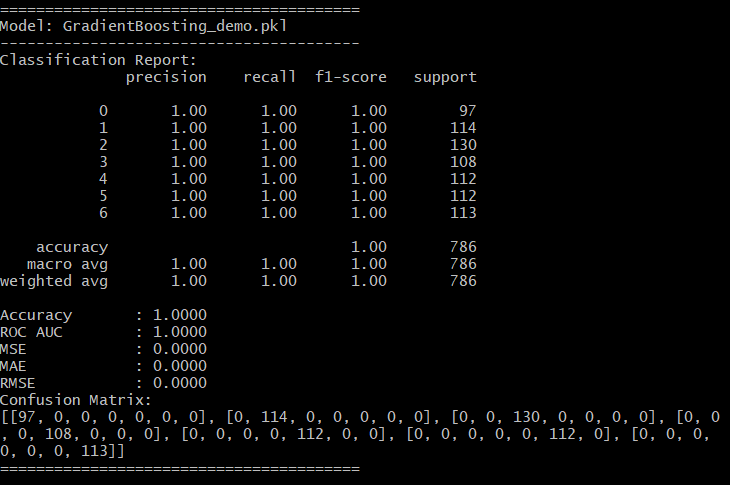 ========================================
Model: GradientBoosting_demo.pkl
----------------------------------------
Classification Report:
              precision    recall  f1-score   support

           0       1.00      1.00      1.00        97
           1       1.00      1.00      1.00       114
           2       1.00      1.00      1.00       130
           3       1.00      1.00      1.00       108
           4       1.00      1.00      1.00       112
           5       1.00      1.00      1.00       112
           6       1.00      1.00      1.00       113

    accuracy                           1.00       786
   macro avg       1.00      1.00      1.00       786
weighted avg       1.00      1.00      1.00       786

Accuracy       : 1.0000
ROC AUC        : 1.0000
MSE            : 0.0000
MAE            : 0.0000
RMSE           : 0.0000
Confusion Matrix:
[[97, 0, 0, 0, 0, 0, 0], [0, 114, 0, 0, 0, 0, 0], [0, 0, 130, 0, 0, 0, 0], [0, 0
, 0, 108, 0, 0, 0], [0, 0, 0, 0, 112, 0, 0], [0, 0, 0, 0, 0, 112, 0], [0, 0, 0,
0, 0, 0, 113]]
========================================